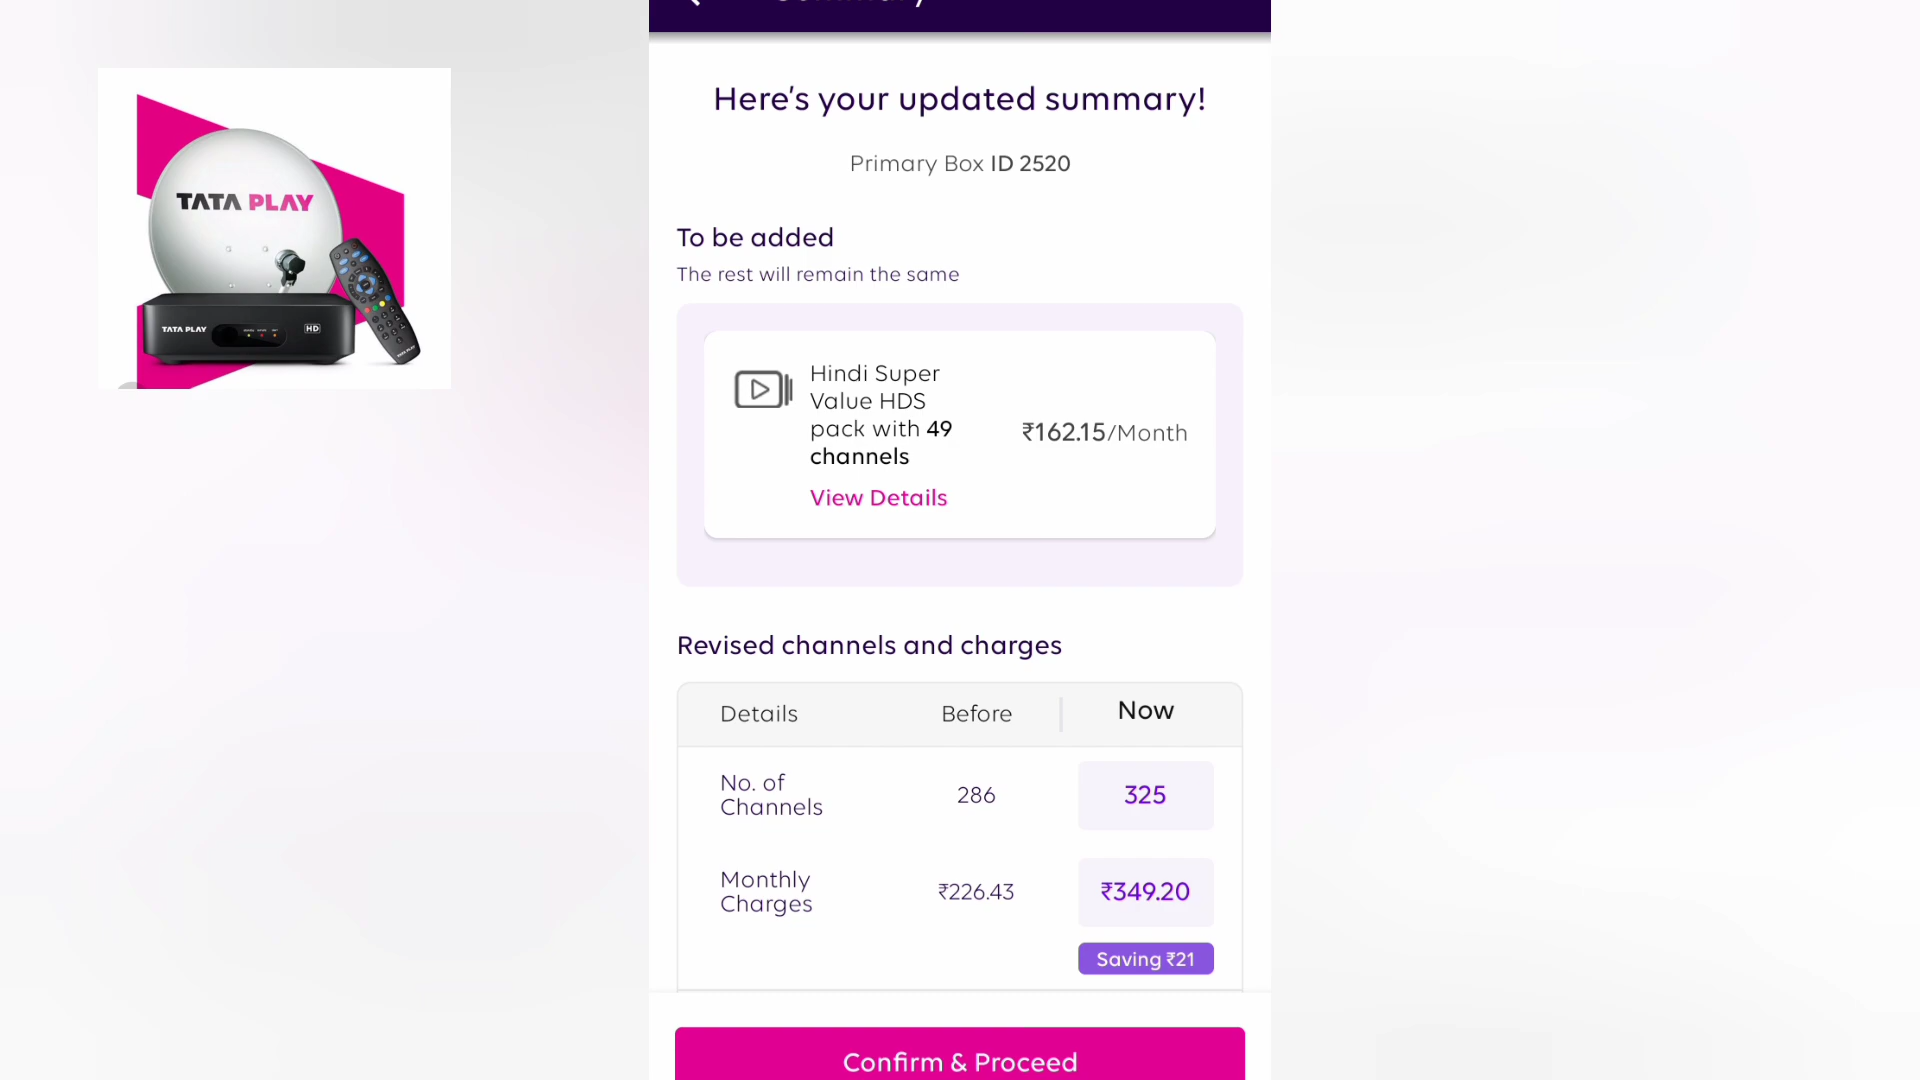 Here's your updated summary!
Primary Box ID 2520
To be added
The rest will remain the same
Hindi Super
Value HDS
pack with 49
channels
₹162.15/Month
View Details
Revised channels and charges
Details Before Now
No. of
Channels
286 325
Monthly
Charges
₹226.43 ₹349.20
Saving ₹21
Confirm & Proceed
TATA PLAY
TATA PLAY
HD